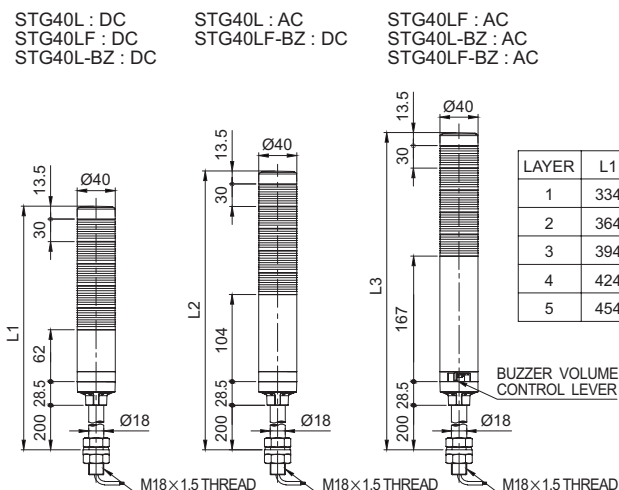 STG40L : DC
STG40LF : DC
STG40L-BZ : DC
STG40L : AC
STG40LF-BZ : DC
STG40LF : AC
STG40L-BZ : AC
STG40LF-BZ : AC
Ø40
13.5
30
L1
62
28.5
200
Ø18
M18×1.5 THREAD
Ø40
13.5
30
L2
104
28.5
200
Ø18
M18×1.5 THREAD
Ø40
13.5
30
L3
167
28.5
200
Ø18
M18×1.5 THREAD
BUZZER VOLUME
CONTROL LEVER
LAYER L1
1 334
2 364
3 394
4 424
5 454